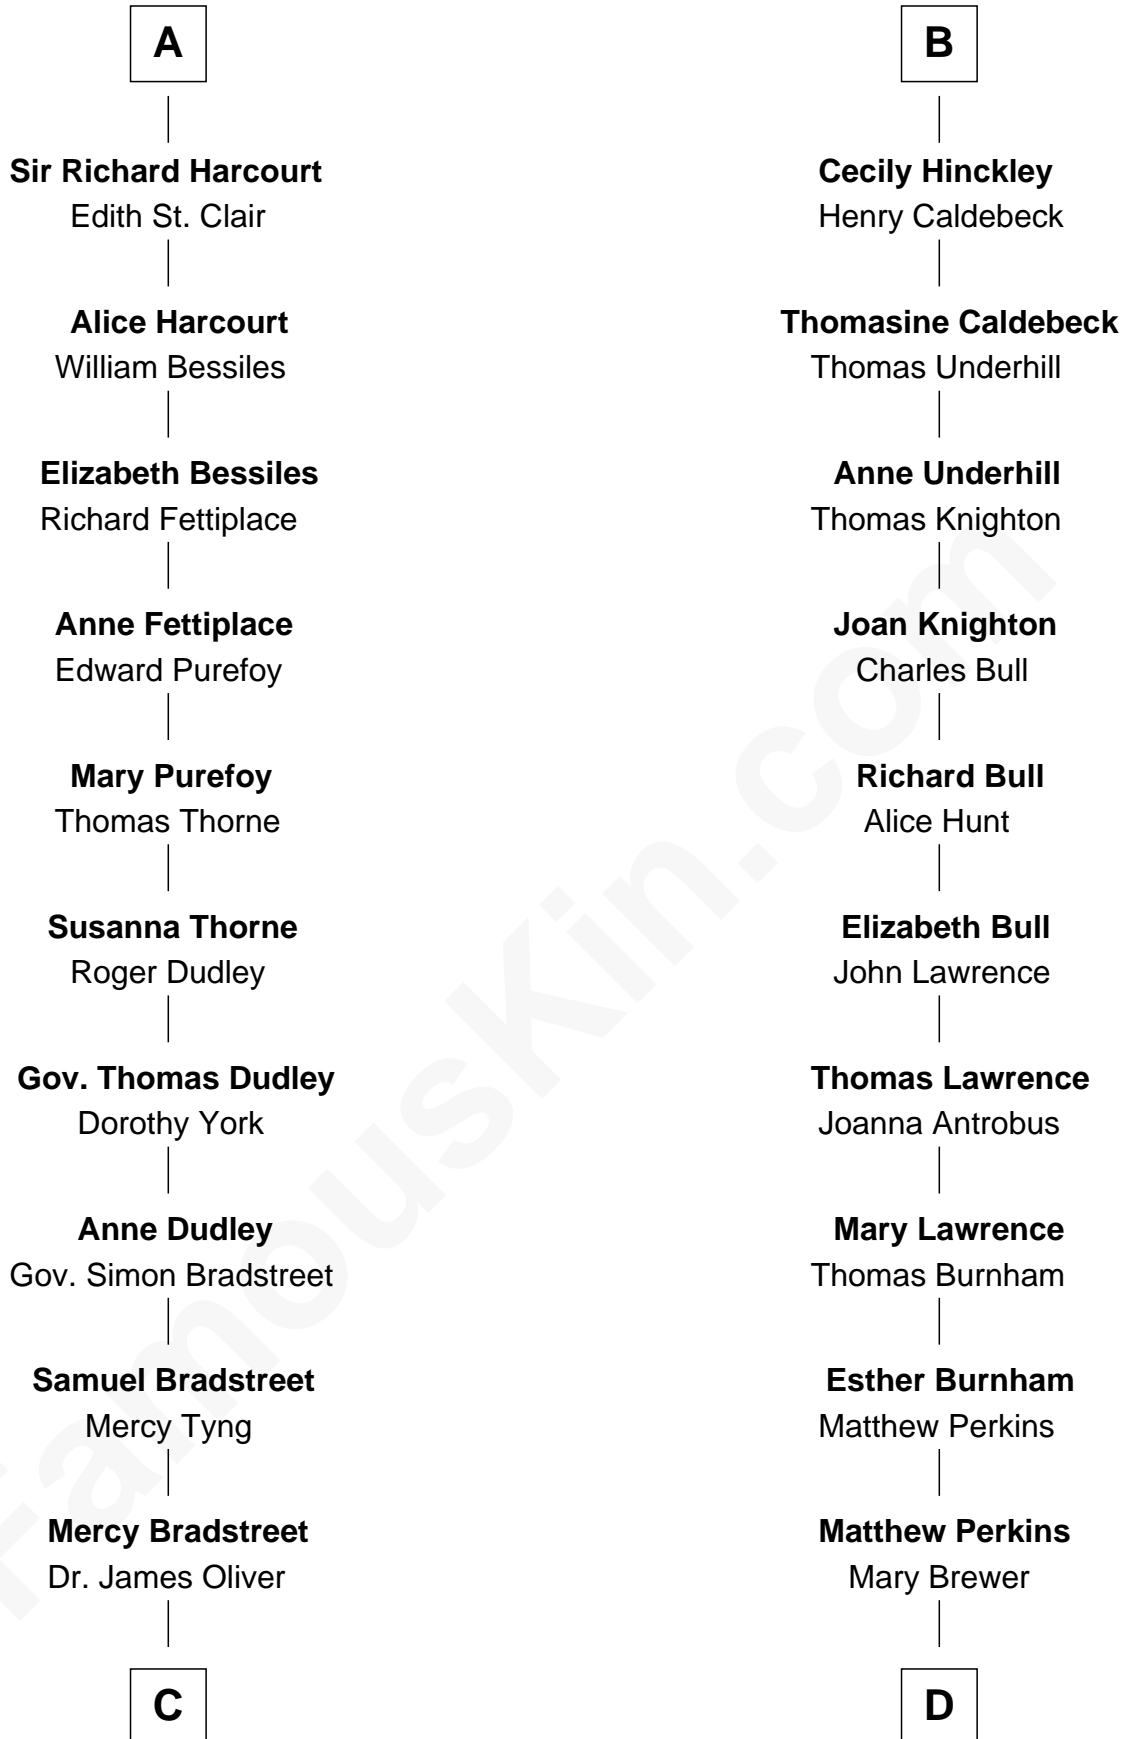 A
Sir Richard Harcourt
Edith St. Clair
Alice Harcourt
William Bessiles
Elizabeth Bessiles
Richard Fettiplace
Anne Fettiplace
Edward Purefoy
Mary Purefoy
Thomas Thorne
Susanna Thorne
Roger Dudley
Gov. Thomas Dudley
Dorothy York
Anne Dudley
Gov. Simon Bradstreet
Samuel Bradstreet
Mercy Tyng
Mercy Bradstreet
Dr. James Oliver
C
B
Cecily Hinckley
Henry Caldebeck
Thomasine Caldebeck
Thomas Underhill
Anne Underhill
Thomas Knighton
Joan Knighton
Charles Bull
Richard Bull
Alice Hunt
Elizabeth Bull
John Lawrence
Thomas Lawrence
Joanna Antrobus
Mary Lawrence
Thomas Burnham
Esther Burnham
Matthew Perkins
Matthew Perkins
Mary Brewer
D
FamousKin.com